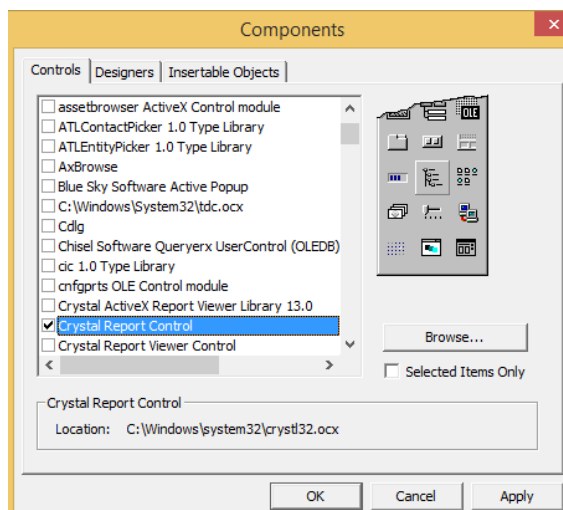 Components
Controls Designers Insertable Objects
assetbrowser ActiveX Control module
ATLContactPicker 1.0 Type Library
ATLEntityPicker 1.0 Type Library
AxBrowse
Blue Sky Software Active Popup
C:\Windows\System32\tdc.ocx
Cdlg
Chisel Software Queryerx UserControl (OLEDB)
cic 1.0 Type Library
cnfgprts OLE Control module
Crystal ActiveX Report Viewer Library 13.0
Crystal Report Control
Crystal Report Viewer Control
OLE
Browse...
Selected Items Only
Crystal Report Control
Location: C:\Windows\system32\crystl32.ocx
OK Cancel Apply